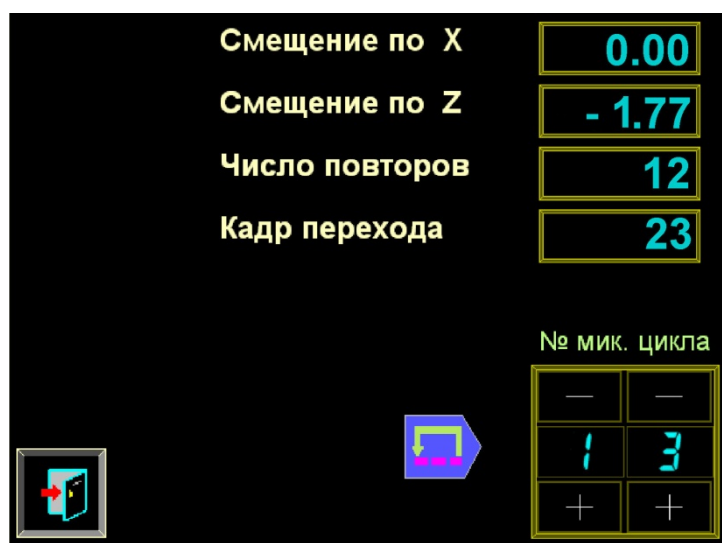 Смещение по X 0.00
Смещение по Z - 1.77
Число повторов 12
Кадр перехода 23
№ мик. цикла
— —
1 3
+ +